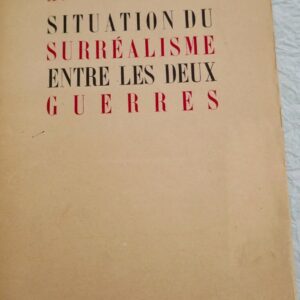 SITUATION DU
SURRÉALISME
ENTRE LES DEUX
GUERRES